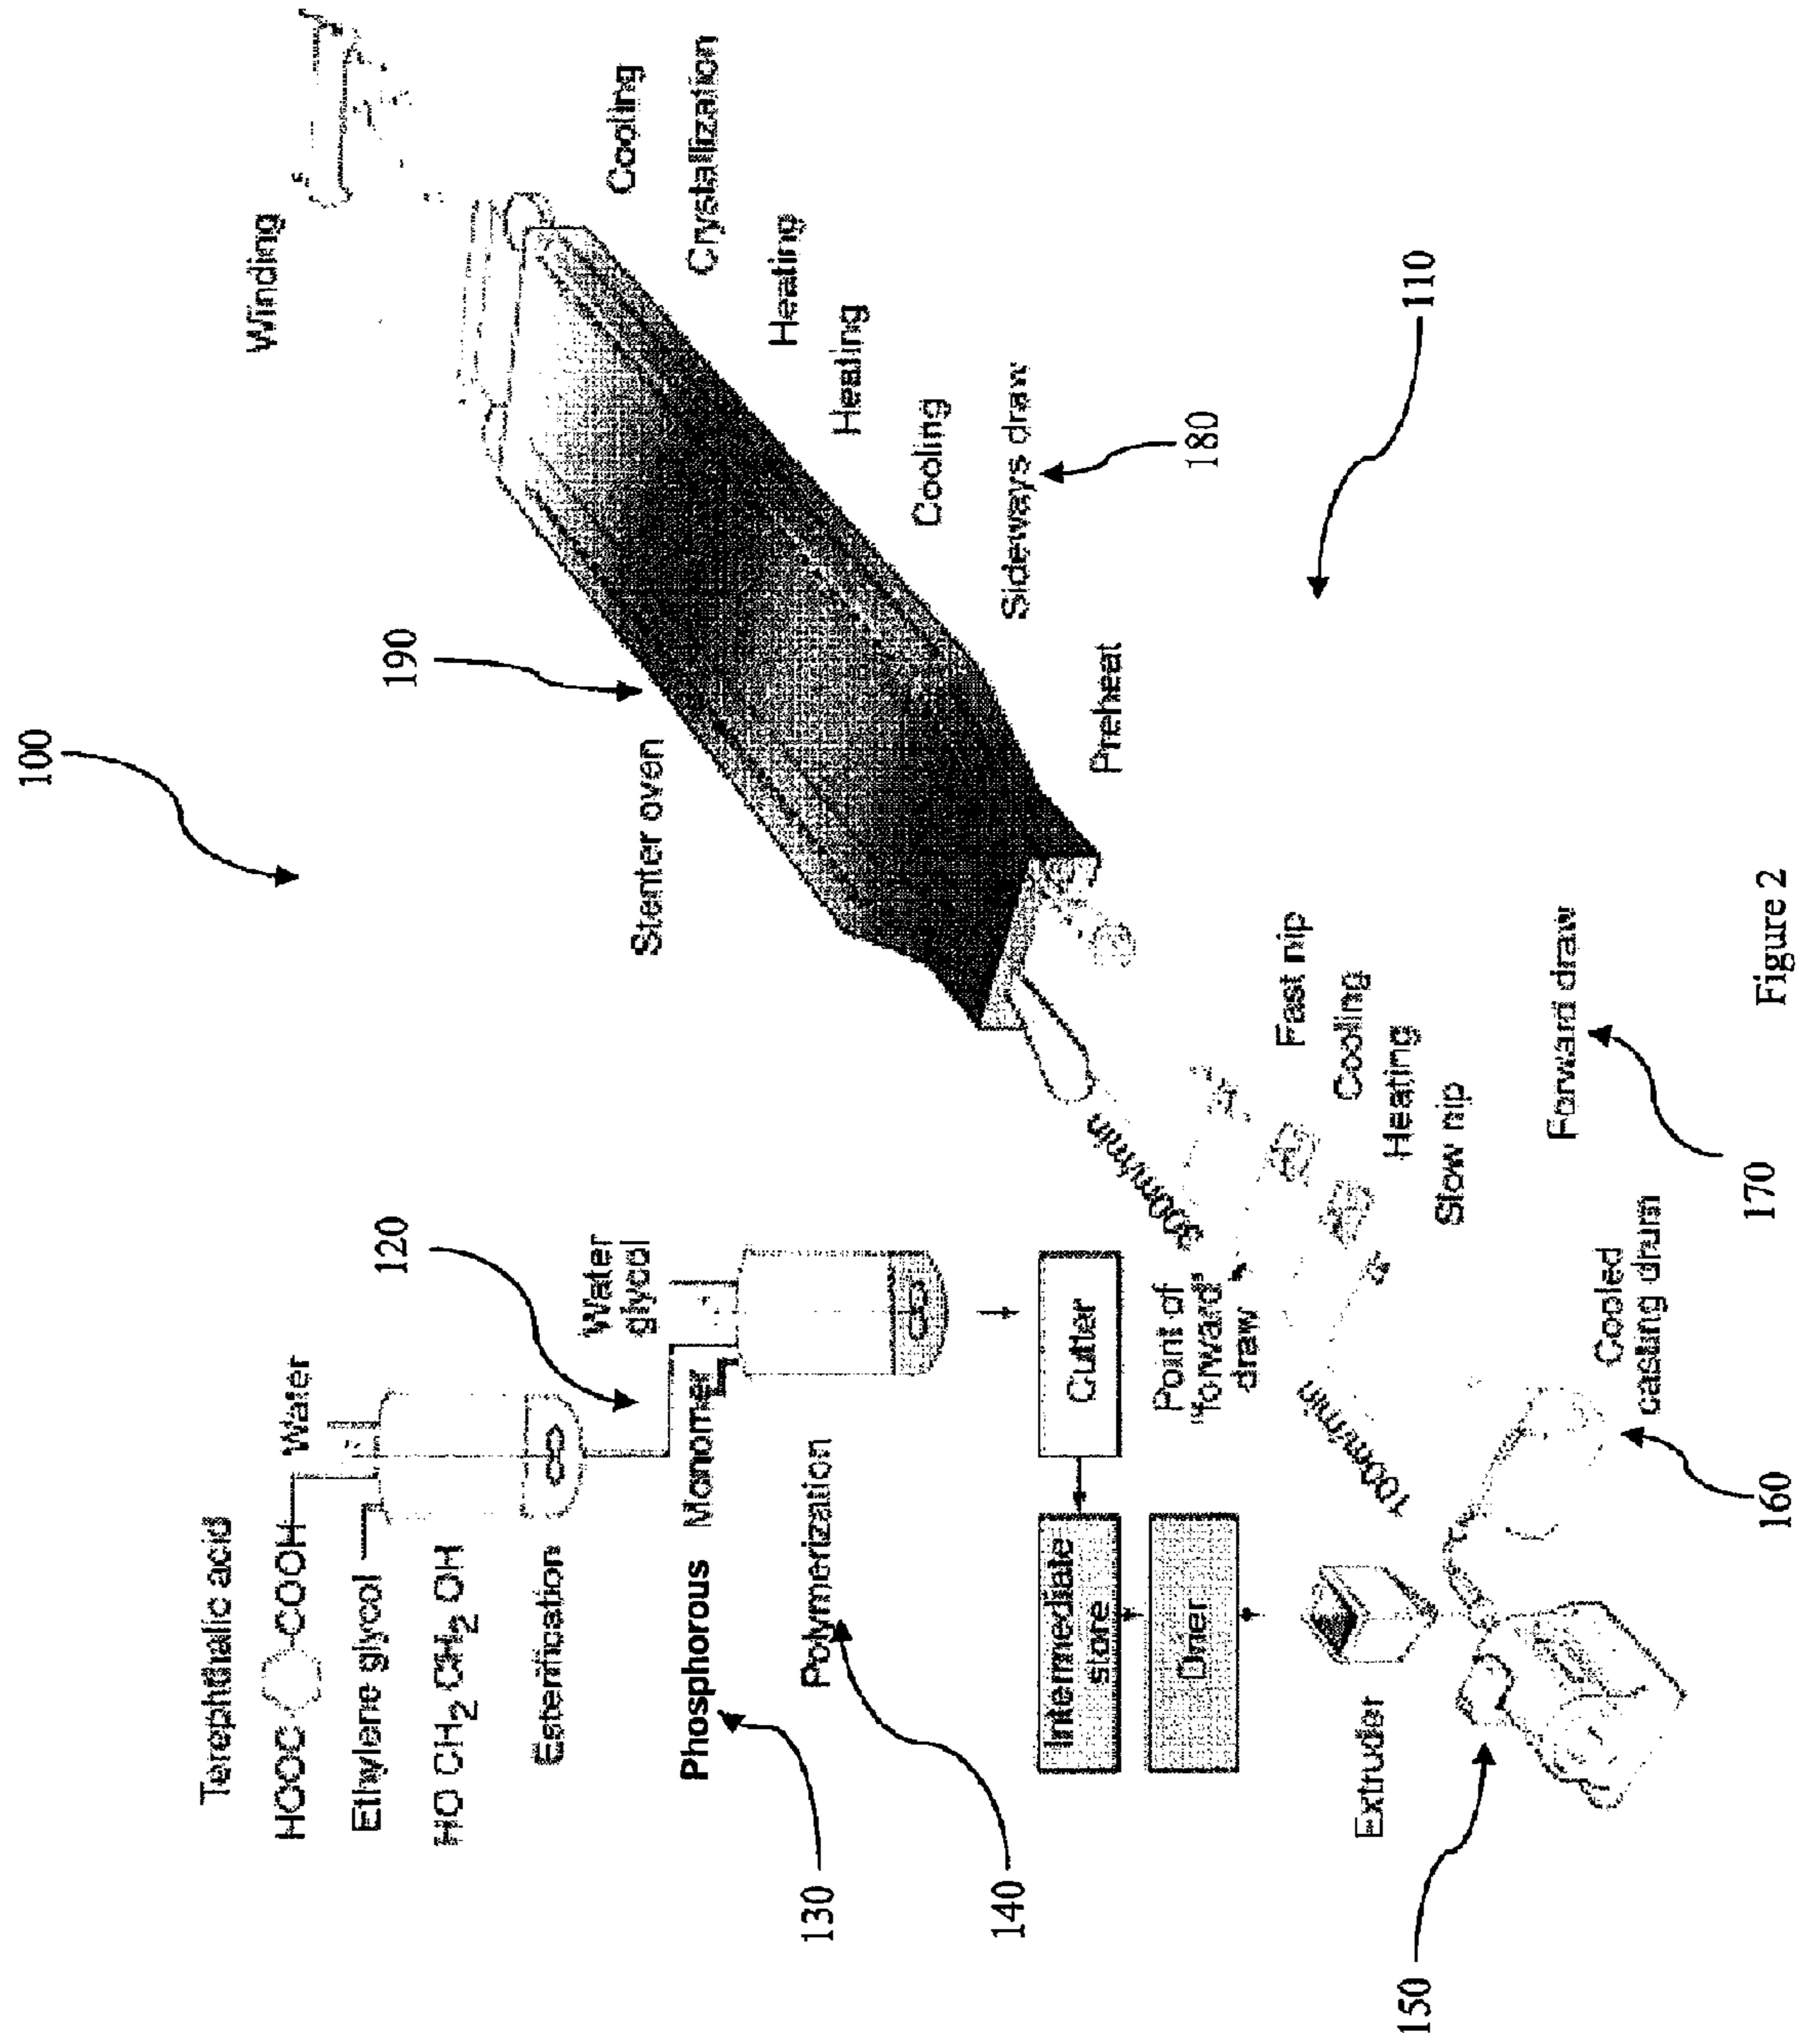 100
Terephthalic acid
Winding
HOOC COOH
Water
Ethylene glycol
120
190
HO CH2 CH2 OH
Esterification
Water
glycol
Cooling
Stenter oven
Phosphorous Monomer
Crystallization
Heating
Polymerization
130
Heating
Cooling
140
Sideways draw
180
Intermediate
store
Cutter
Preheat
Drier
Point of
"forward"
draw
100m/min
Fast nip
Cooling
Extruder
Heating
110
150
Slow nip
Forward draw
Cooled
casting drum
160
170
Figure 2